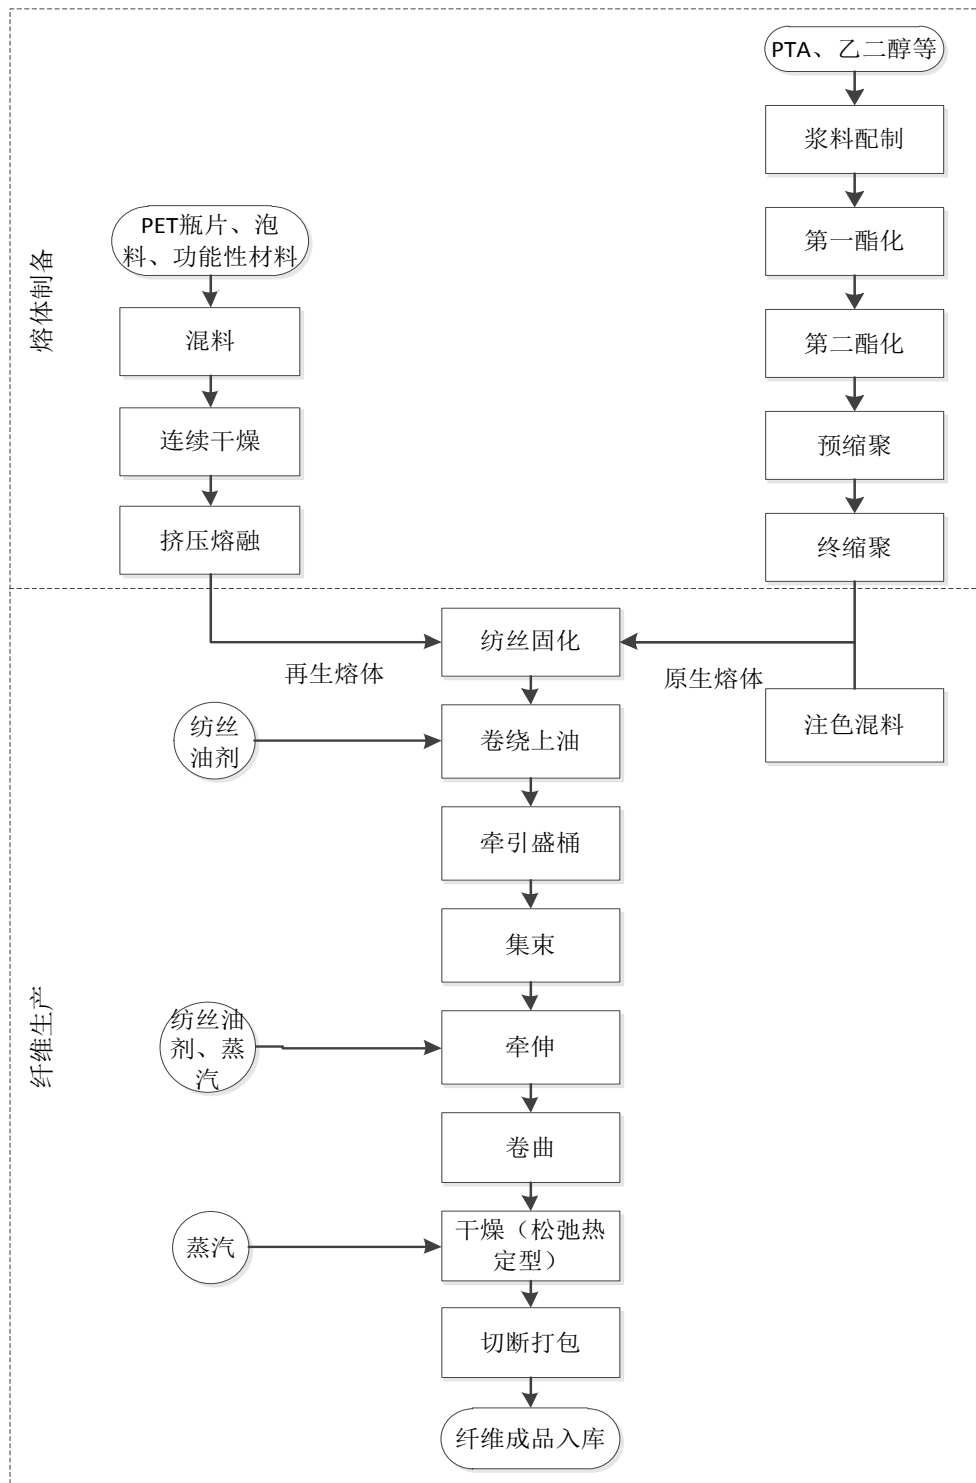 PTA、乙二醇等
浆料配制
PET瓶片、泡
料、功能性材料
第一酯化
熔体制备
混料
第二酯化
连续干燥
预缩聚
挤压熔融
终缩聚
纺丝固化
再生熔体
原生熔体
纺丝
油剂
卷绕上油
注色混料
牵引盛桶
集束
纤维生产
纺丝油
剂、蒸
汽
牵伸
卷曲
蒸汽
干燥（松弛热
定型）
切断打包
纤维成品入库